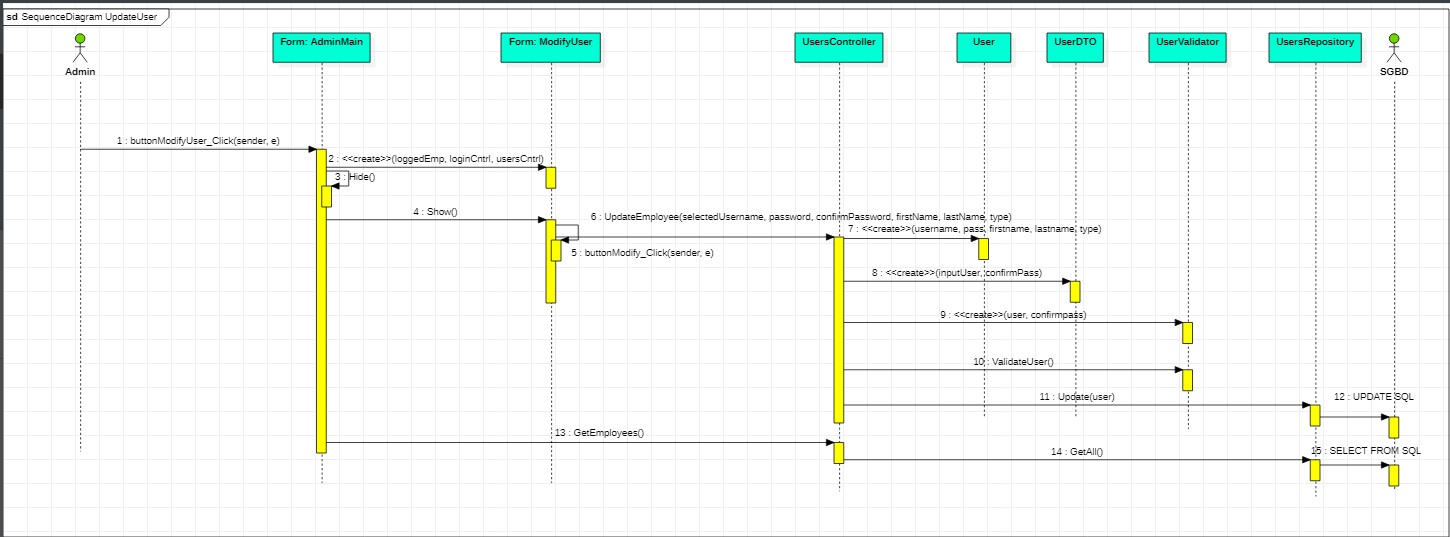 sd SequenceDiagram UpdateUser
Form: AdminMain
Form: ModifyUser
UsersController
User
UserDTO
UserValidator
UsersRepository
Admin
SGBD
1 : buttonModifyUser_Click(sender, e)
2 : <<create>>(loggedEmp, loginCntrl, usersCntrl)
3 : Hide()
4 : Show()
6 : UpdateEmployee(selectedUsername, password, confirmPassword, firstName, lastName, type)
7 : <<create>>(username, pass, firstname, lastname, type)
5 : buttonModify_Click(sender, e)
8 : <<create>>(inputUser, confirmPass)
9 : <<create>>(user, confirmpass)
10 : ValidateUser()
11 : Update(user)
12 : UPDATE SQL
13 : GetEmployees()
14 : GetAll()
15 : SELECT FROM SQL